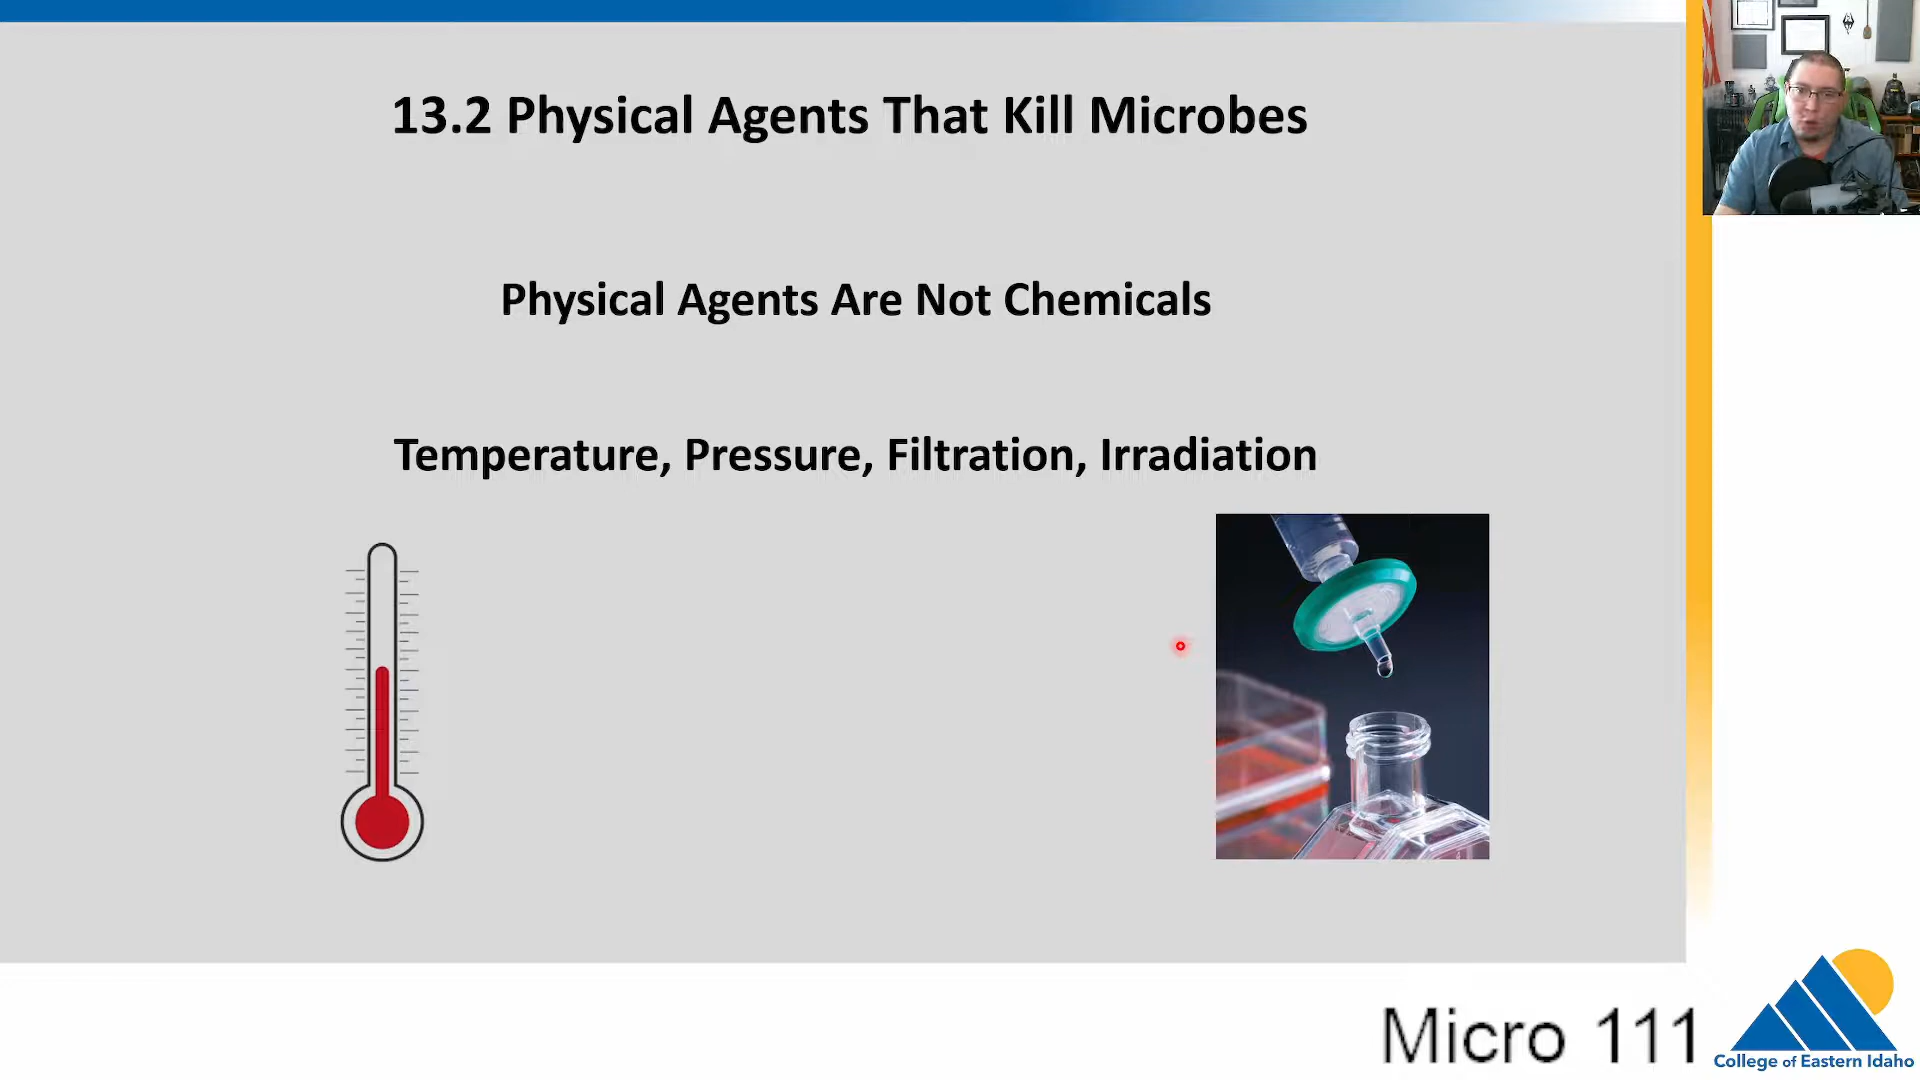 13.2 Physical Agents That Kill Microbes
Physical Agents Are Not Chemicals
Temperature, Pressure, Filtration, Irradiation
Micro 111
College of Eastern Idaho